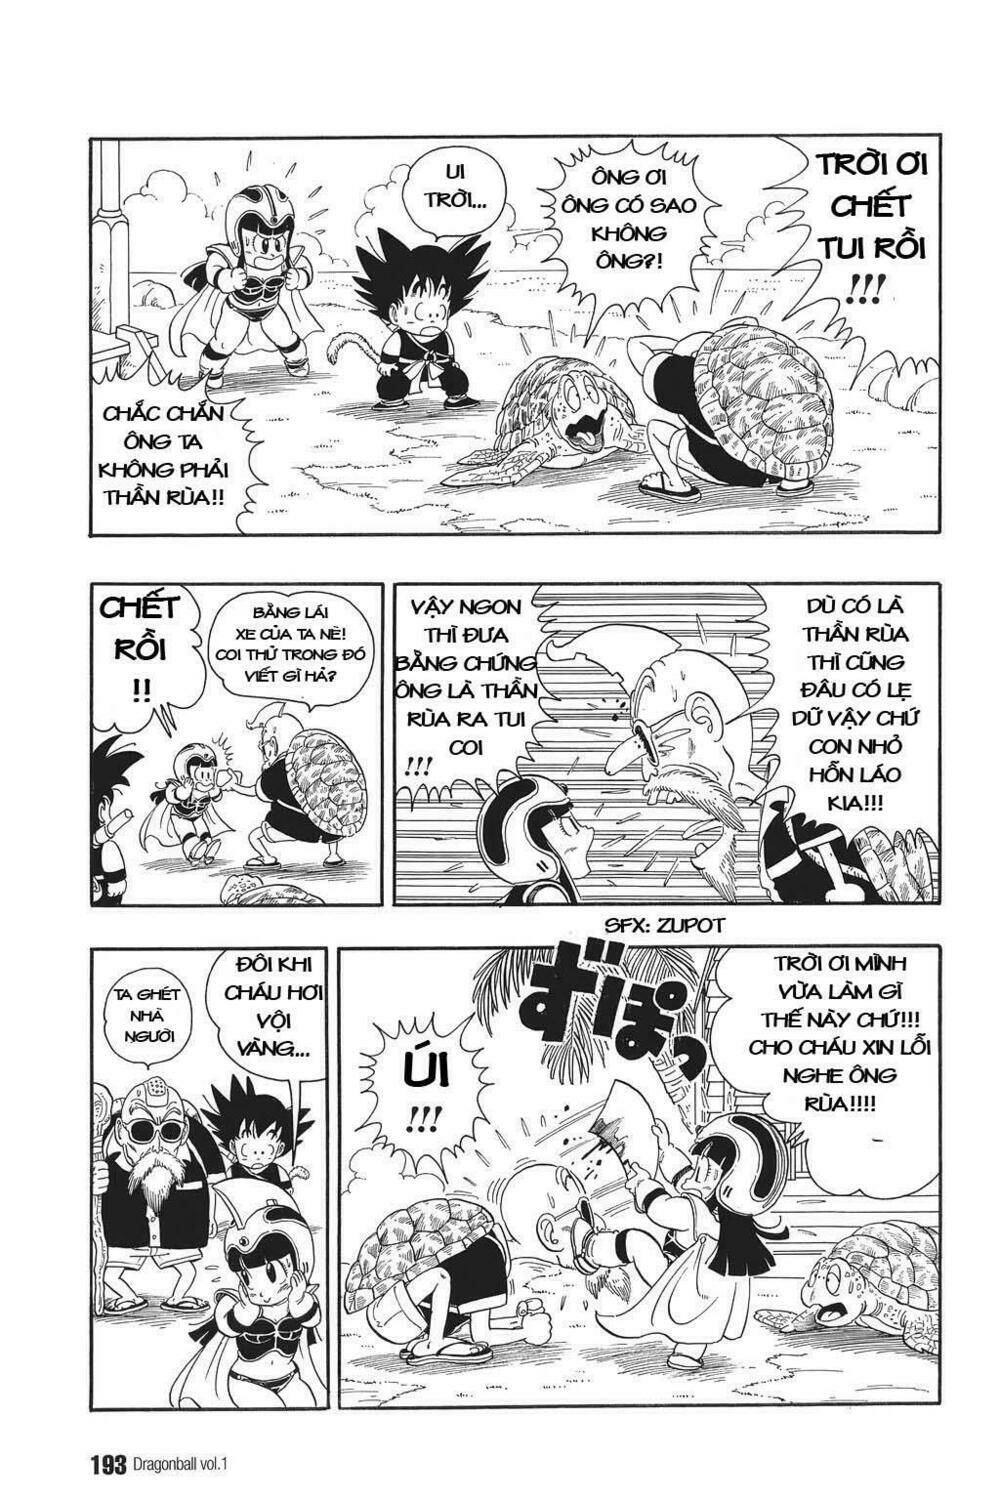 TRỜI ƠI
CHẾT
TUI RỒI
!!!
ÔNG ƠI
ÔNG CÓ SAO
KHÔNG
ÔNG?!
UI
TRỜI...
CHẮC CHẮN
ÔNG TA
KHÔNG PHẢI
THẦN RÙA!!
DÙ CÓ LÀ
THẦN RÙA
THÌ CŨNG
ĐÂU CÓ LẸ
DỮ VẬY CHỨ
CON NHỎ
HỖN LÁO
KIA!!!
VẬY NGON
THÌ ĐƯA
BẰNG CHỨNG
ÔNG LÀ THẦN
RÙA RA TUI
COI
!!!
BẰNG LÁI
XE CỦA TA NÈ!
COI THỬ TRONG ĐÓ
VIẾT GÌ HẢ?
CHẾT
RỒI
!!
SFX: ZUPOT
TRỜI ƠI MÌNH
VỪA LÀM GÌ
THẾ NÀY CHỨ!!!
CHO CHÁU XIN LỖI
NGHE ÔNG
RÙA!!!!
ずぽっ
ÚI
!!!
ĐÔI KHI
CHÁU HƠI
VỘI
VÀNG...
TA GHÉT
NHÀ
NGƯƠI
193 Dragonball vol.1